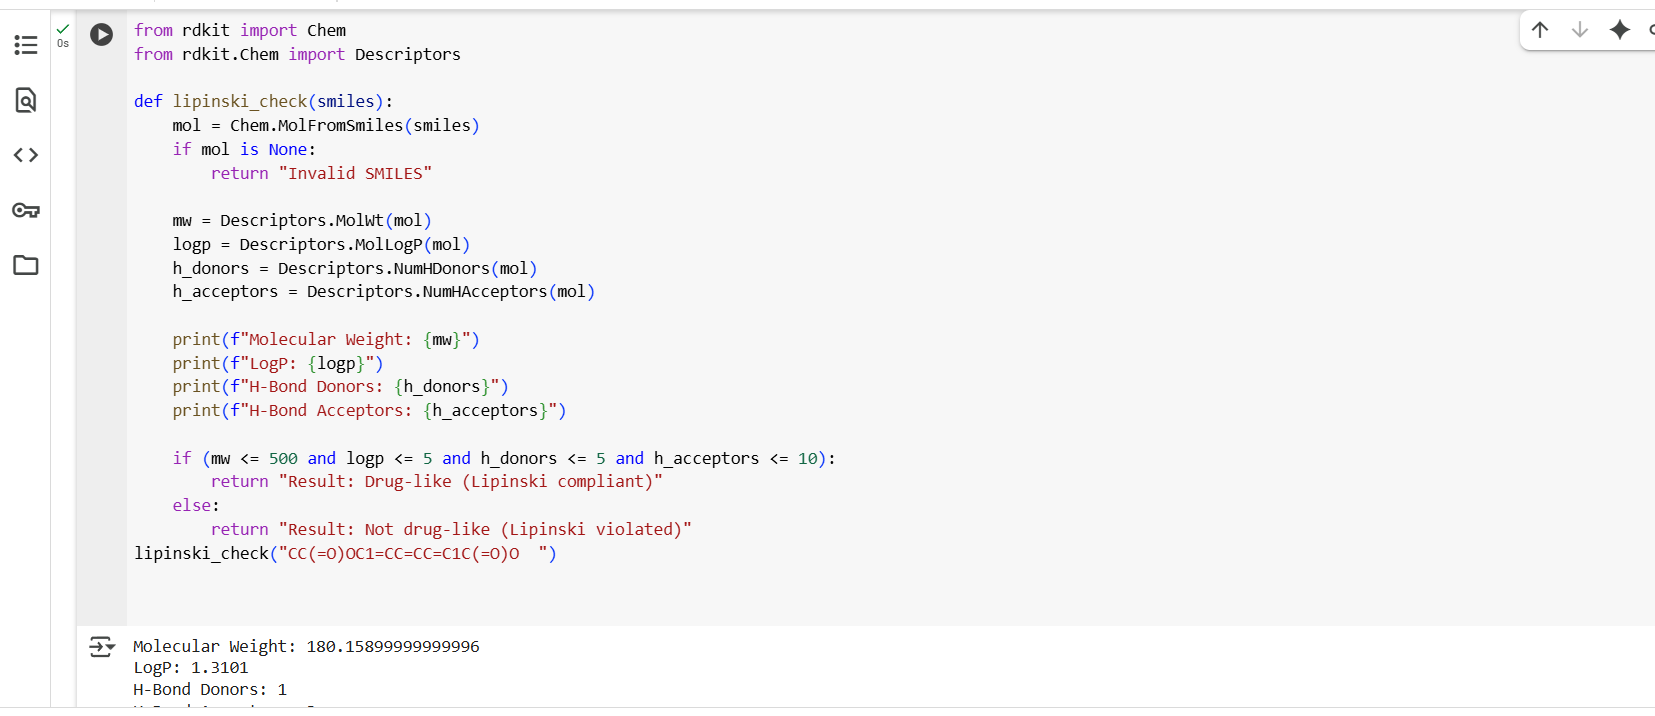 0s
from rdkit import Chem
from rdkit.Chem import Descriptors
def lipinski_check(smiles):
    mol = Chem.MolFromSmiles(smiles)
    if mol is None:
        return "Invalid SMILES"
    mw = Descriptors.MolWt(mol)
    logp = Descriptors.MolLogP(mol)
    h_donors = Descriptors.NumHDonors(mol)
    h_acceptors = Descriptors.NumHAcceptors(mol)
    print(f"Molecular Weight: {mw}")
    print(f"LogP: {logp}")
    print(f"H-Bond Donors: {h_donors}")
    print(f"H-Bond Acceptors: {h_acceptors}")
    if (mw <= 500 and logp <= 5 and h_donors <= 5 and h_acceptors <= 10):
        return "Result: Drug-like (Lipinski compliant)"
    else:
        return "Result: Not drug-like (Lipinski violated)"
lipinski_check("CC(=O)OC1=CC=CC=C1C(=O)O  ")
Molecular Weight: 180.15899999999996
LogP: 1.3101
H-Bond Donors: 1